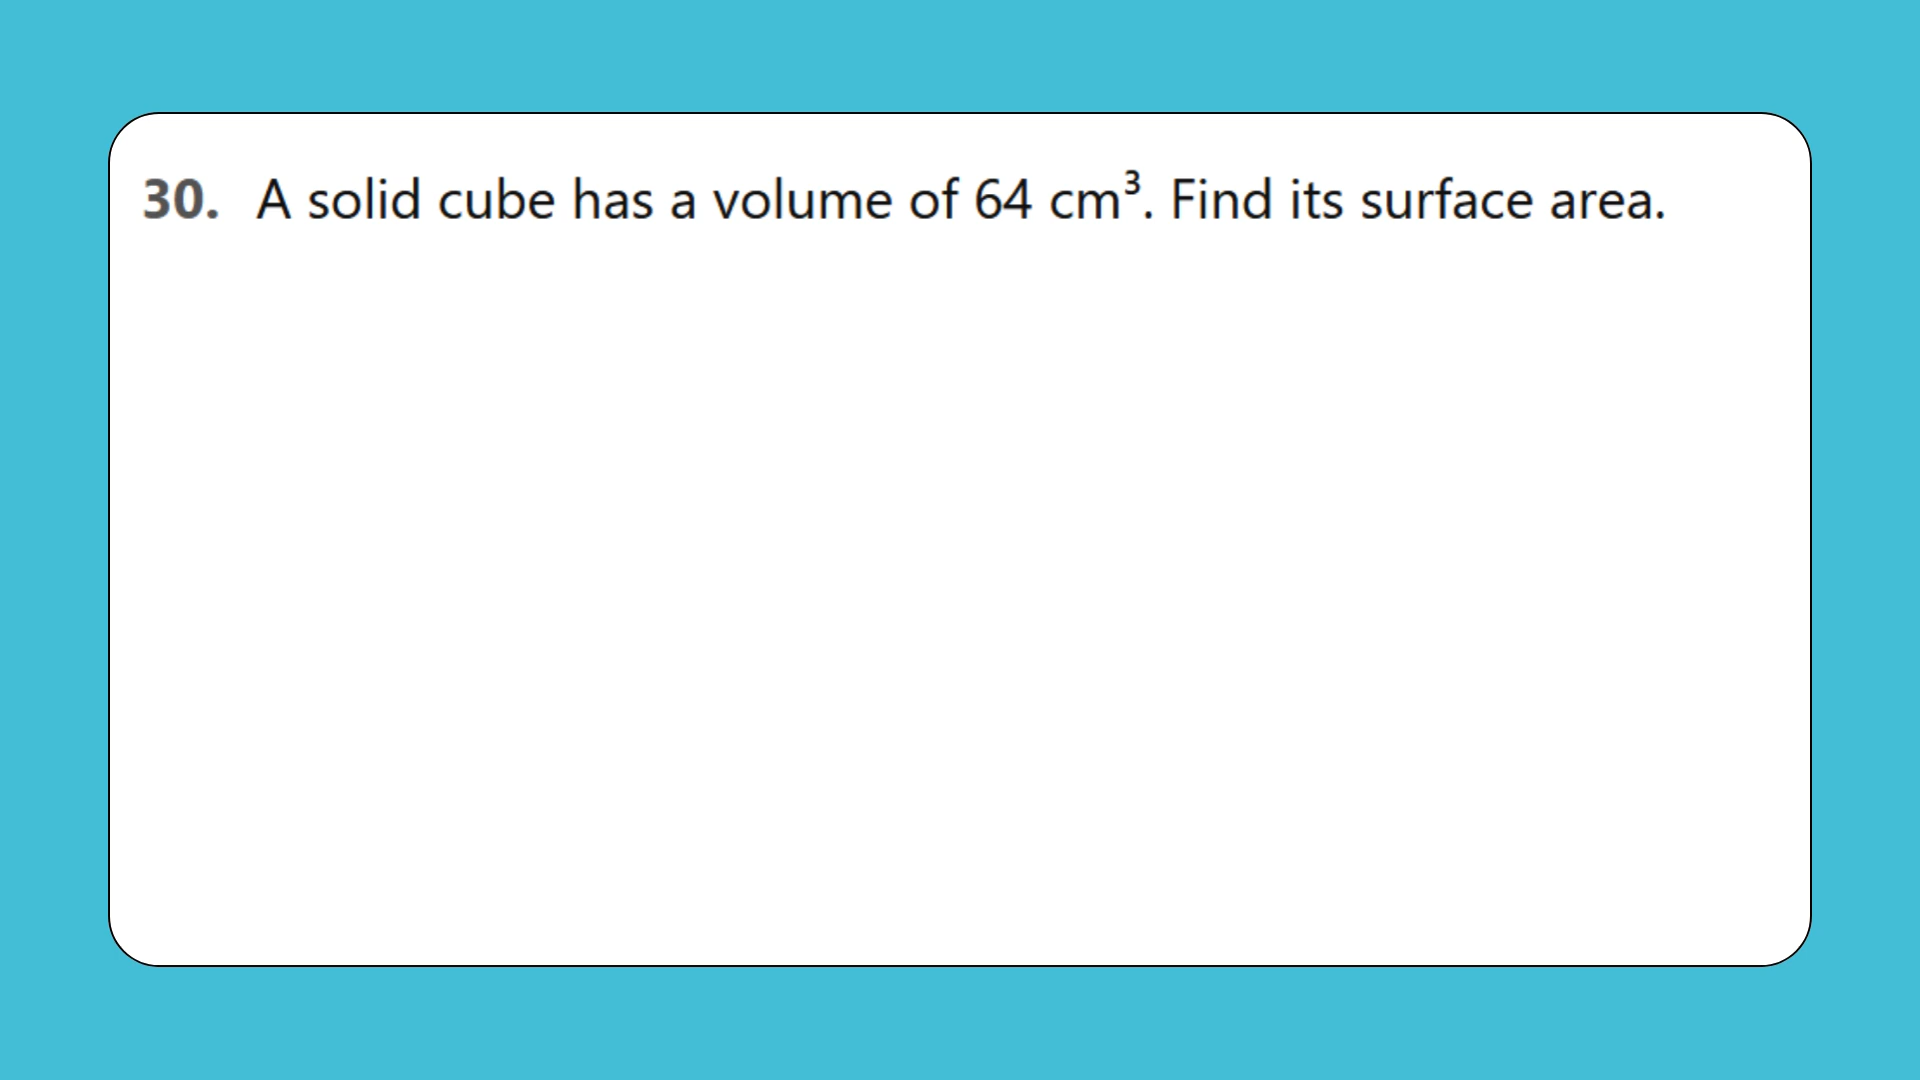 30. A solid cube has a volume of 64 cm³. Find its surface area.